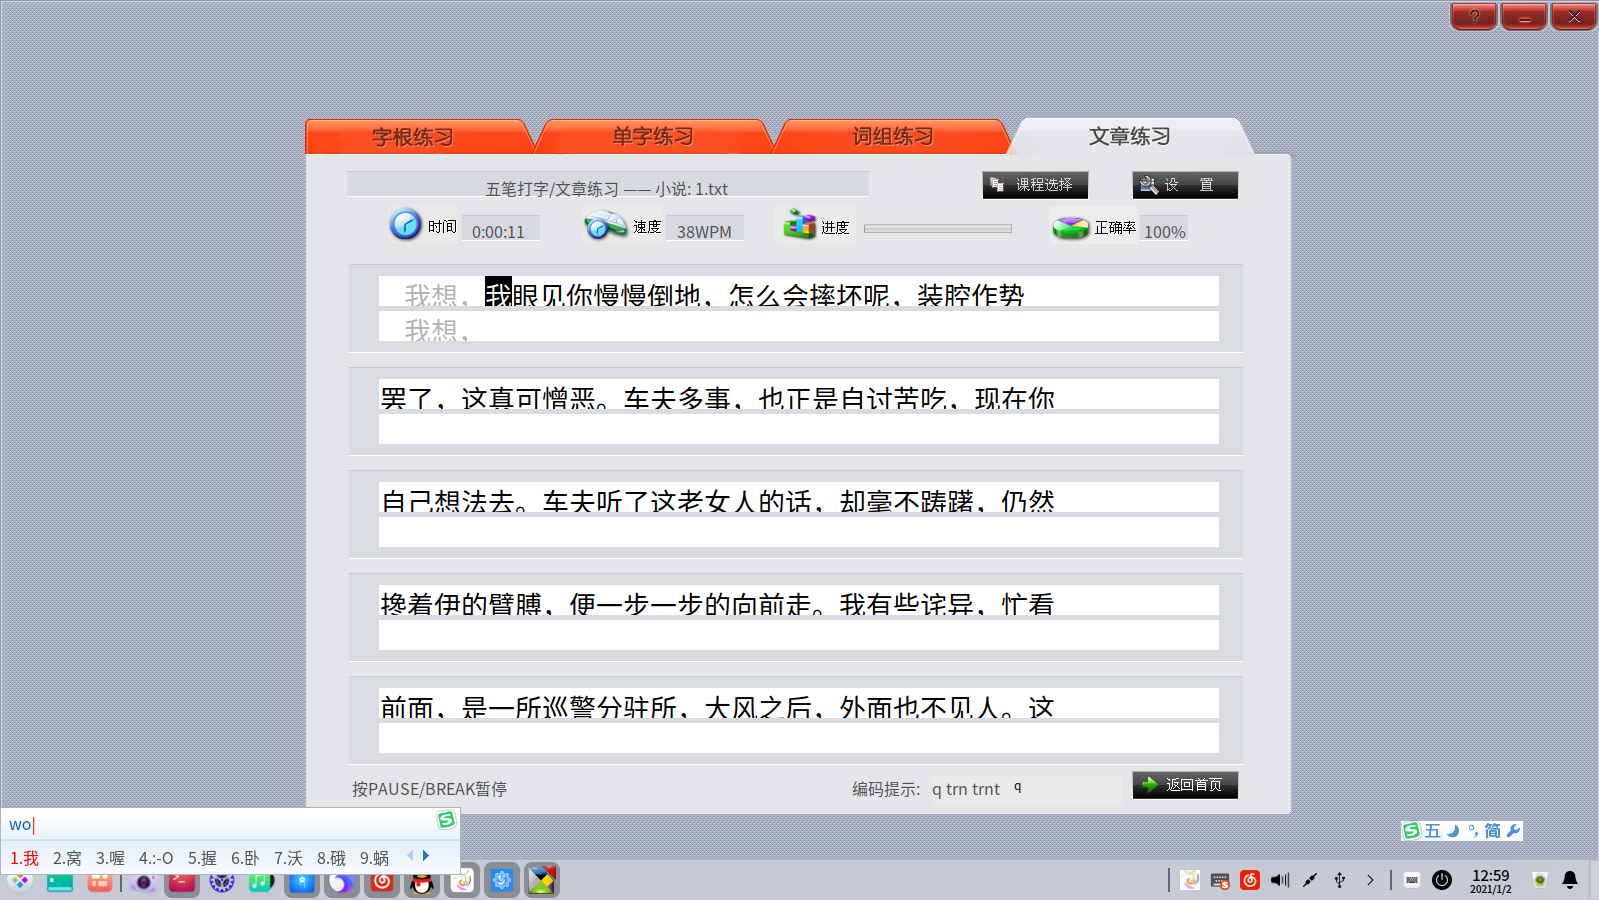 ?
字根练习 单字练习 词组练习 文章练习
五笔打字/文章练习 —— 小说: 1.txt 课程选择 设 置
时间 0:00:11 速度 38WPM 进度 正确率 100%
我想，我眼见你慢慢倒地，怎么会摔坏呢，装腔作势
我想，
罢了，这真可憎恶。车夫多事，也正是自讨苦吃，现在你
自己想法去。车夫听了这老女人的话，却毫不踌躇，仍然
搀着伊的臂膊，便一步一步的向前走。我有些诧异，忙看
前面，是一所巡警分驻所，大风之后，外面也不见人。这
按PAUSE/BREAK暂停 编码提示: q trn trnt q 返回首页
wo
1.我 2.窝 3.喔 4.:-O 5.握 6.卧 7.沃 8.硪 9.蜗
五 简
12:59
2021/1/2